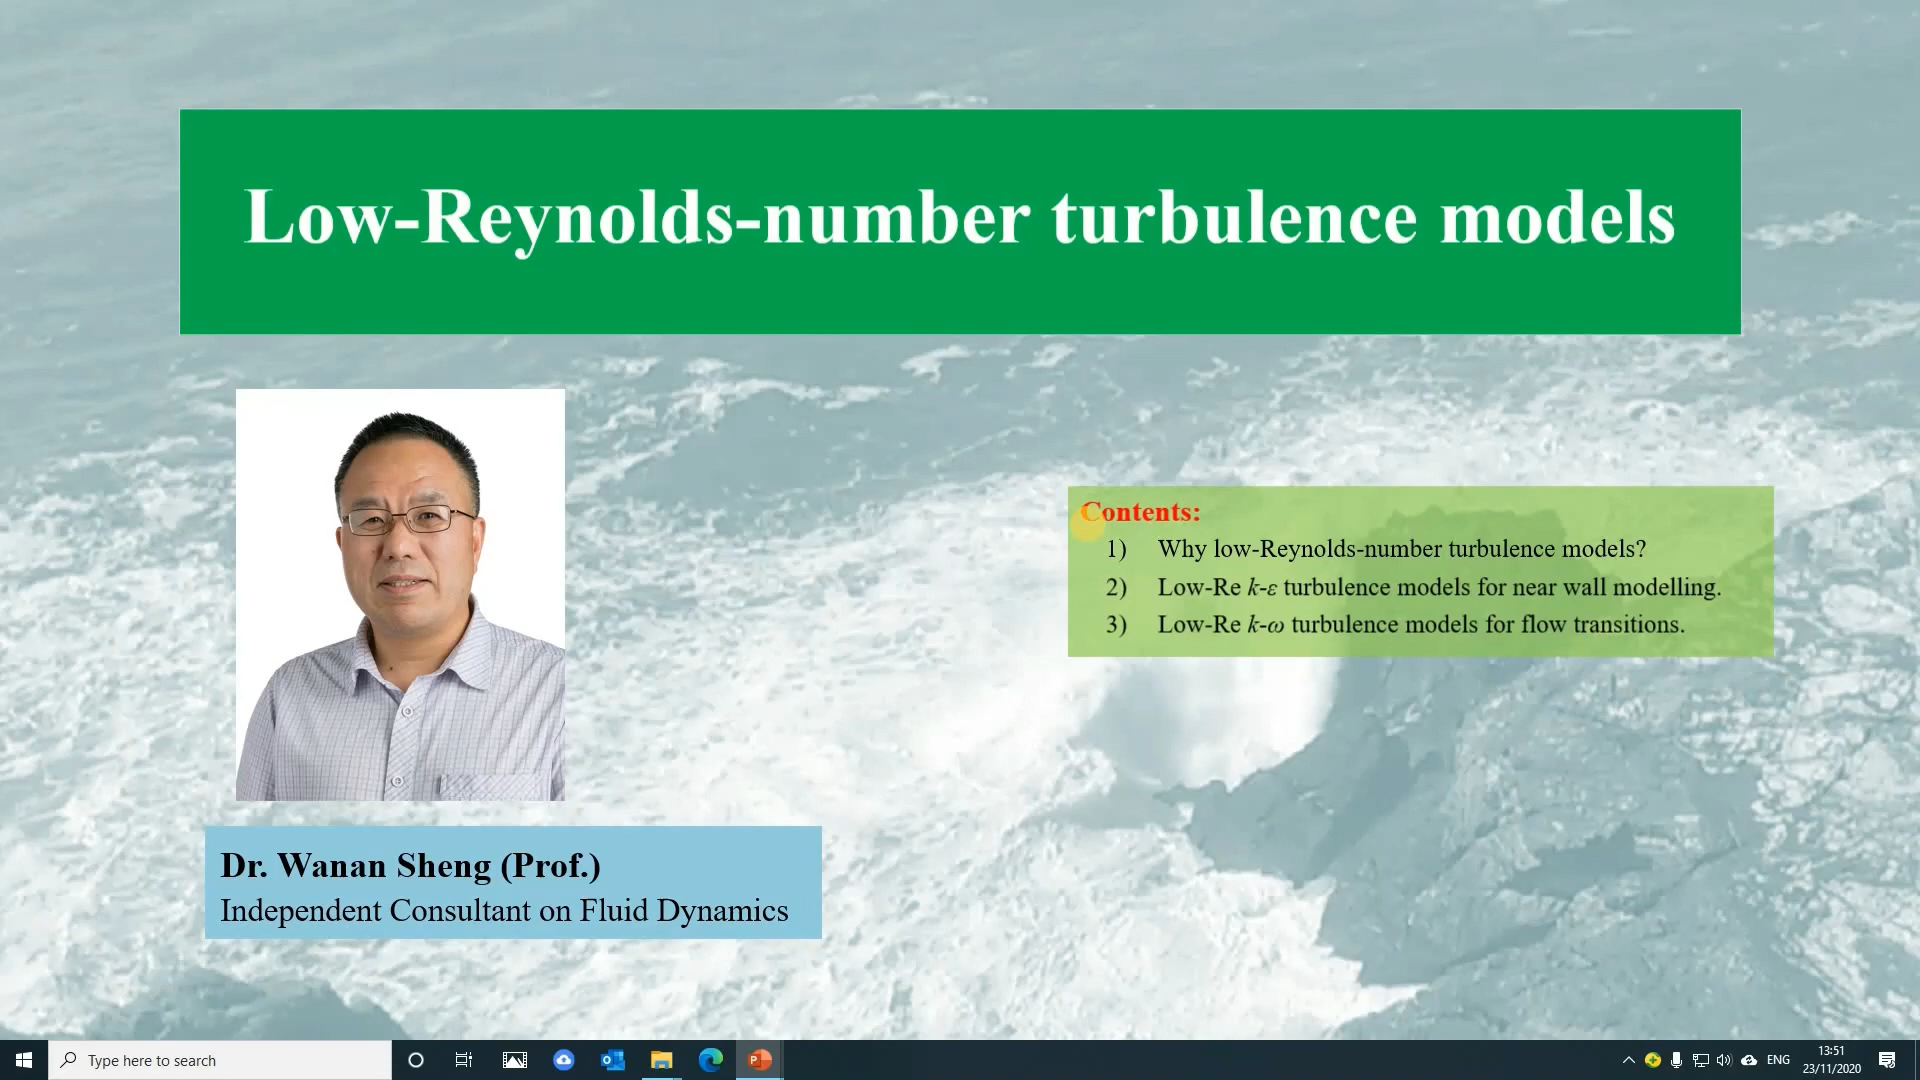 Low-Reynolds-number turbulence models
Contents:
1) Why low-Reynolds-number turbulence models?
2) Low-Re k-ε turbulence models for near wall modelling.
3) Low-Re k-ω turbulence models for flow transitions.
Dr. Wanan Sheng (Prof.)
Independent Consultant on Fluid Dynamics
Type here to search
ENG
13:51
23/11/2020